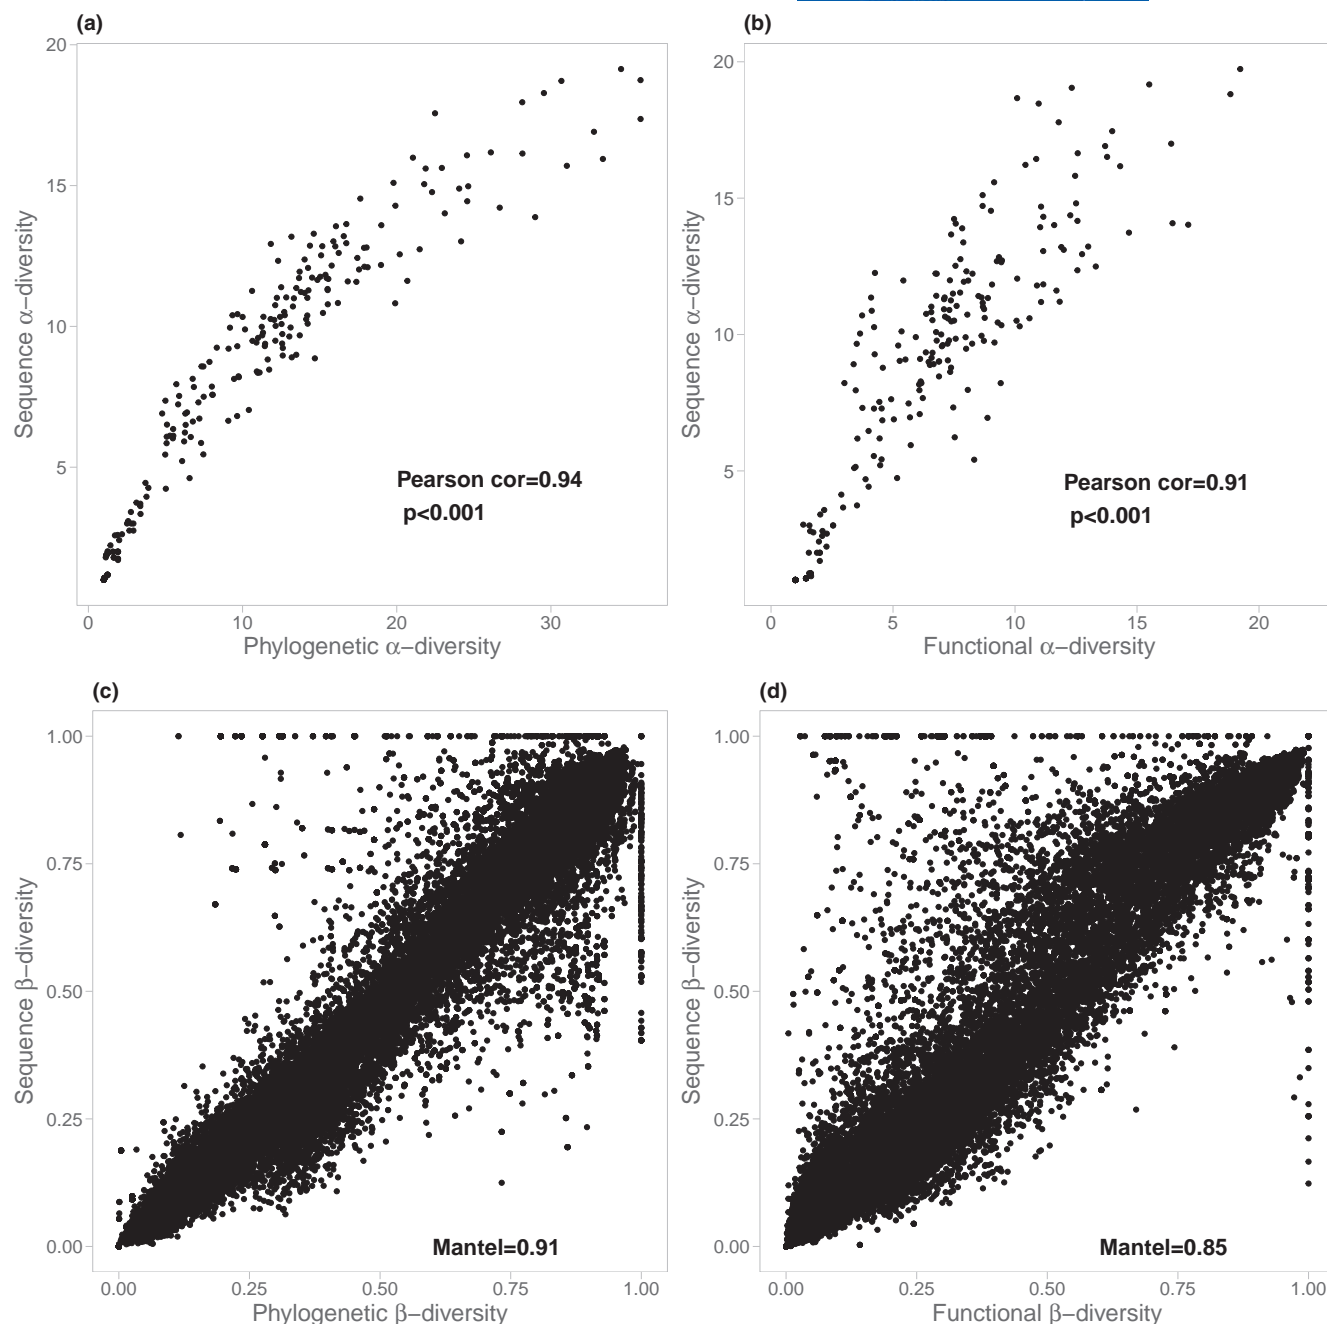 (a)
20
15
10
5
Sequence α−diversity
Pearson cor=0.94
p<0.001
0 10 20 30
Phylogenetic α−diversity
(b)
20
15
10
5
Sequence α−diversity
Pearson cor=0.91
p<0.001
0 5 10 15 20
Functional α−diversity
(c)
1.00
0.75
0.50
0.25
0.00
Sequence β−diversity
Mantel=0.91
0.00 0.25 0.50 0.75 1.00
Phylogenetic β−diversity
(d)
1.00
0.75
0.50
0.25
0.00
Sequence β−diversity
Mantel=0.85
0.00 0.25 0.50 0.75 1.00
Functional β−diversity